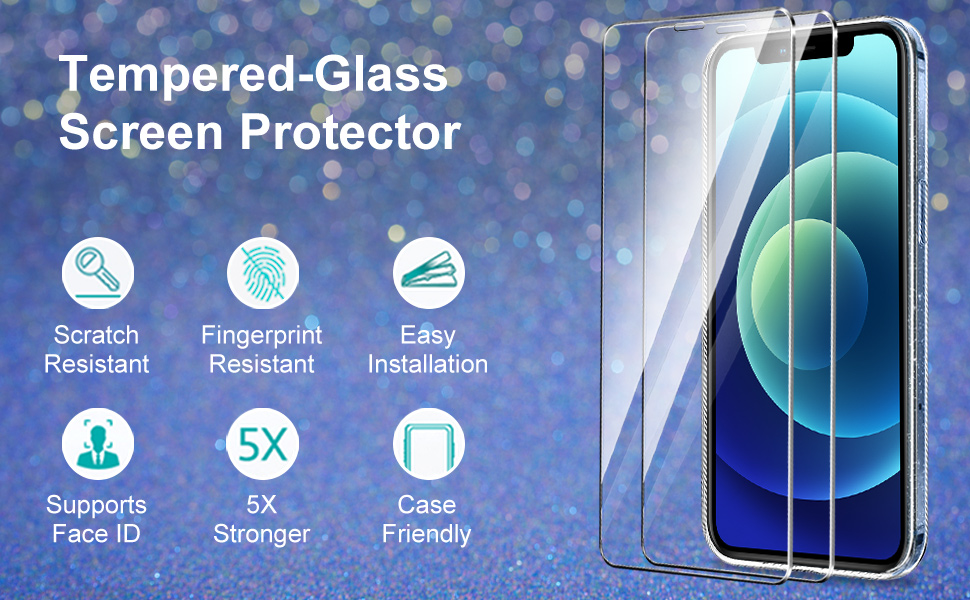 Tempered-Glass
Screen Protector
Scratch
Resistant
Fingerprint
Resistant
Easy
Installation
Supports
Face ID
5X
5X
Stronger
Case
Friendly